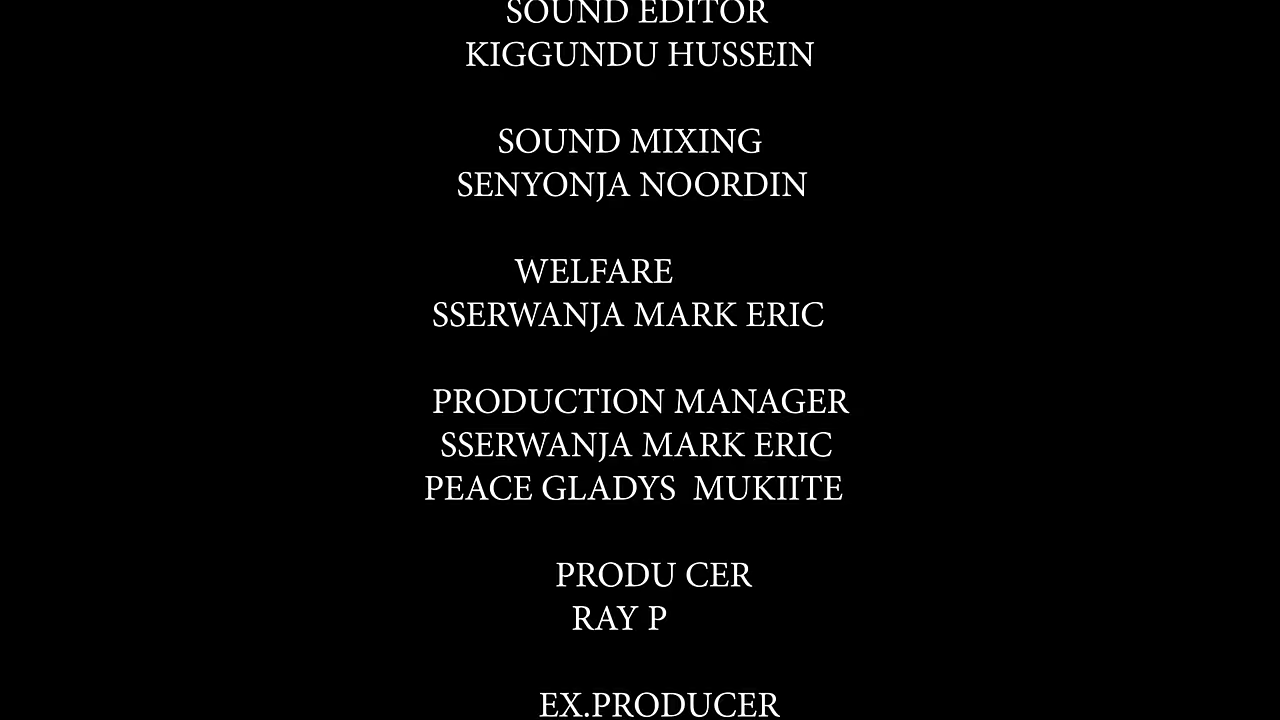 SOUND EDITOR
KIGGUNDU HUSSEIN
SOUND MIXING
SENYONJA NOORDIN
WELFARE
SSERWANJA MARK ERIC
PRODUCTION MANAGER
SSERWANJA MARK ERIC
PEACE GLADYS  MUKIITE
PRODU CER
RAY P
EX.PRODUCER